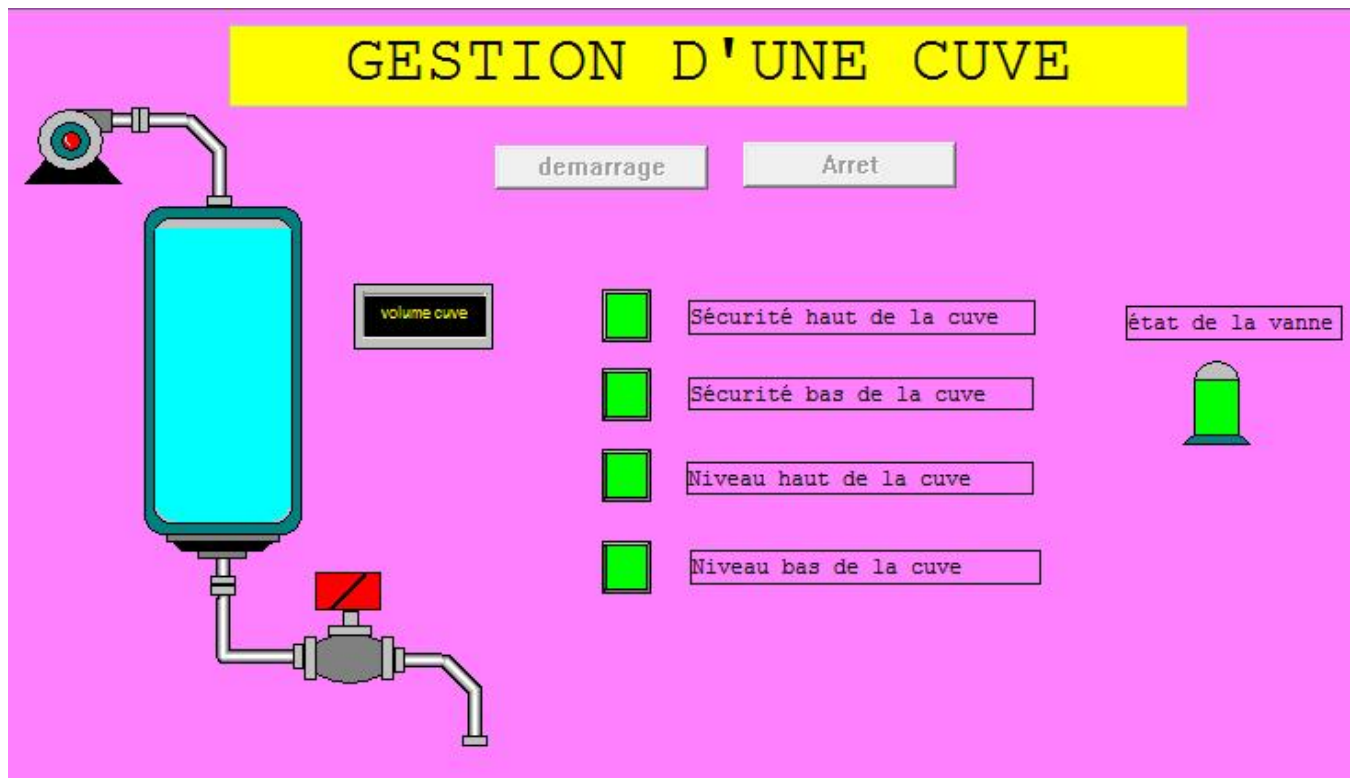 GESTION D'UNE CUVE
demarrage
Arret
volume cuve
Sécurité haut de la cuve
état de la vanne
Sécurité bas de la cuve
Niveau haut de la cuve
Niveau bas de la cuve